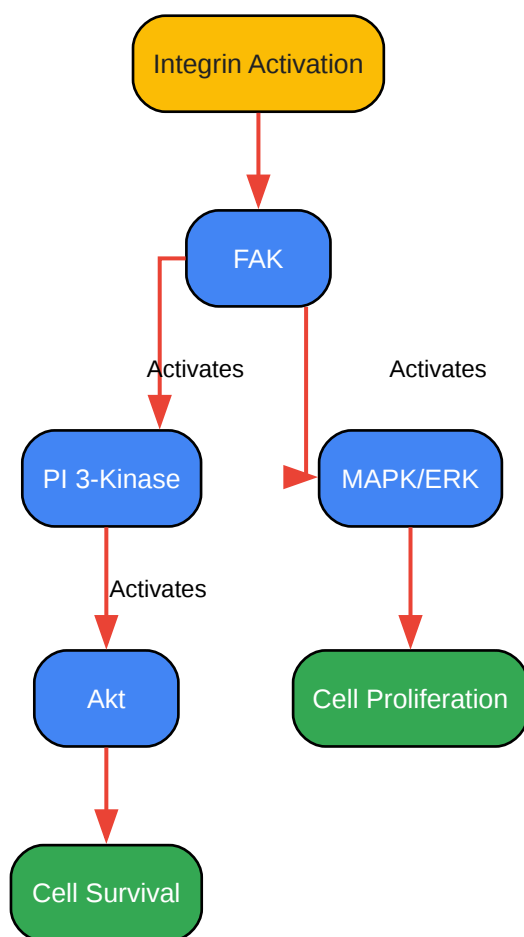 Integrin Activation
FAK
Activates
Activates
PI 3-Kinase
MAPK/ERK
Activates
Akt
Cell Proliferation
Cell Survival